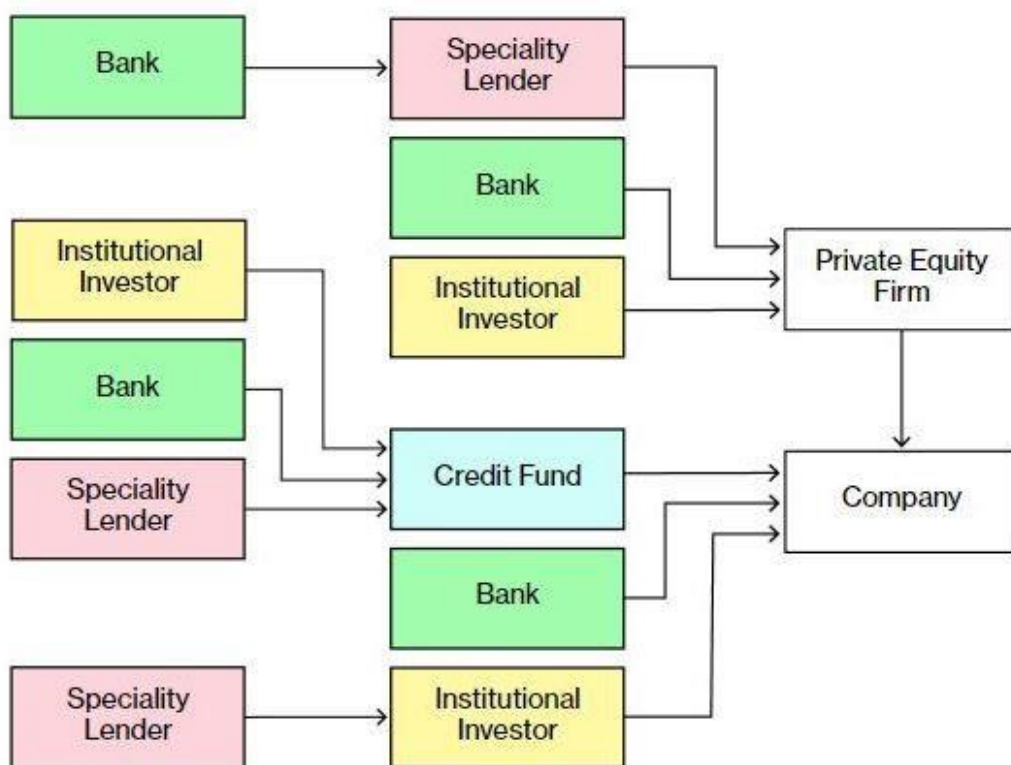 Bank
Speciality
Lender
Bank
Institutional
Investor
Private Equity
Firm
Institutional
Investor
Bank
Credit Fund
Speciality
Lender
Company
Bank
Speciality
Lender
Institutional
Investor